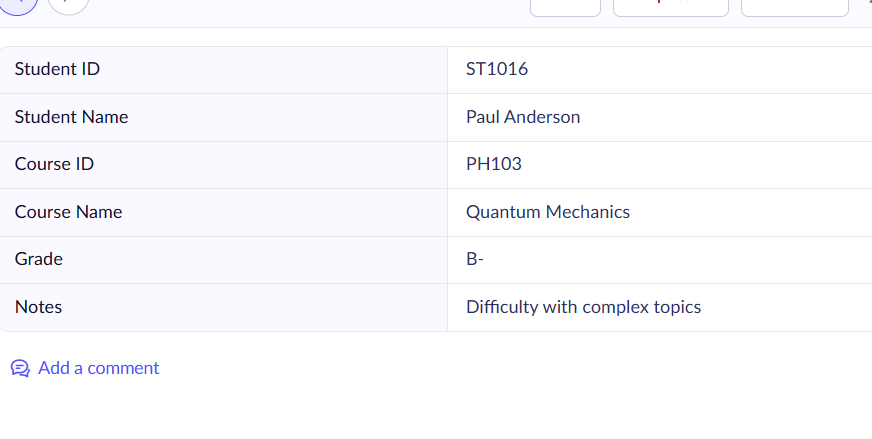 Student ID ST1016
Student Name Paul Anderson
Course ID PH103
Course Name Quantum Mechanics
Grade B-
Notes Difficulty with complex topics
Add a comment